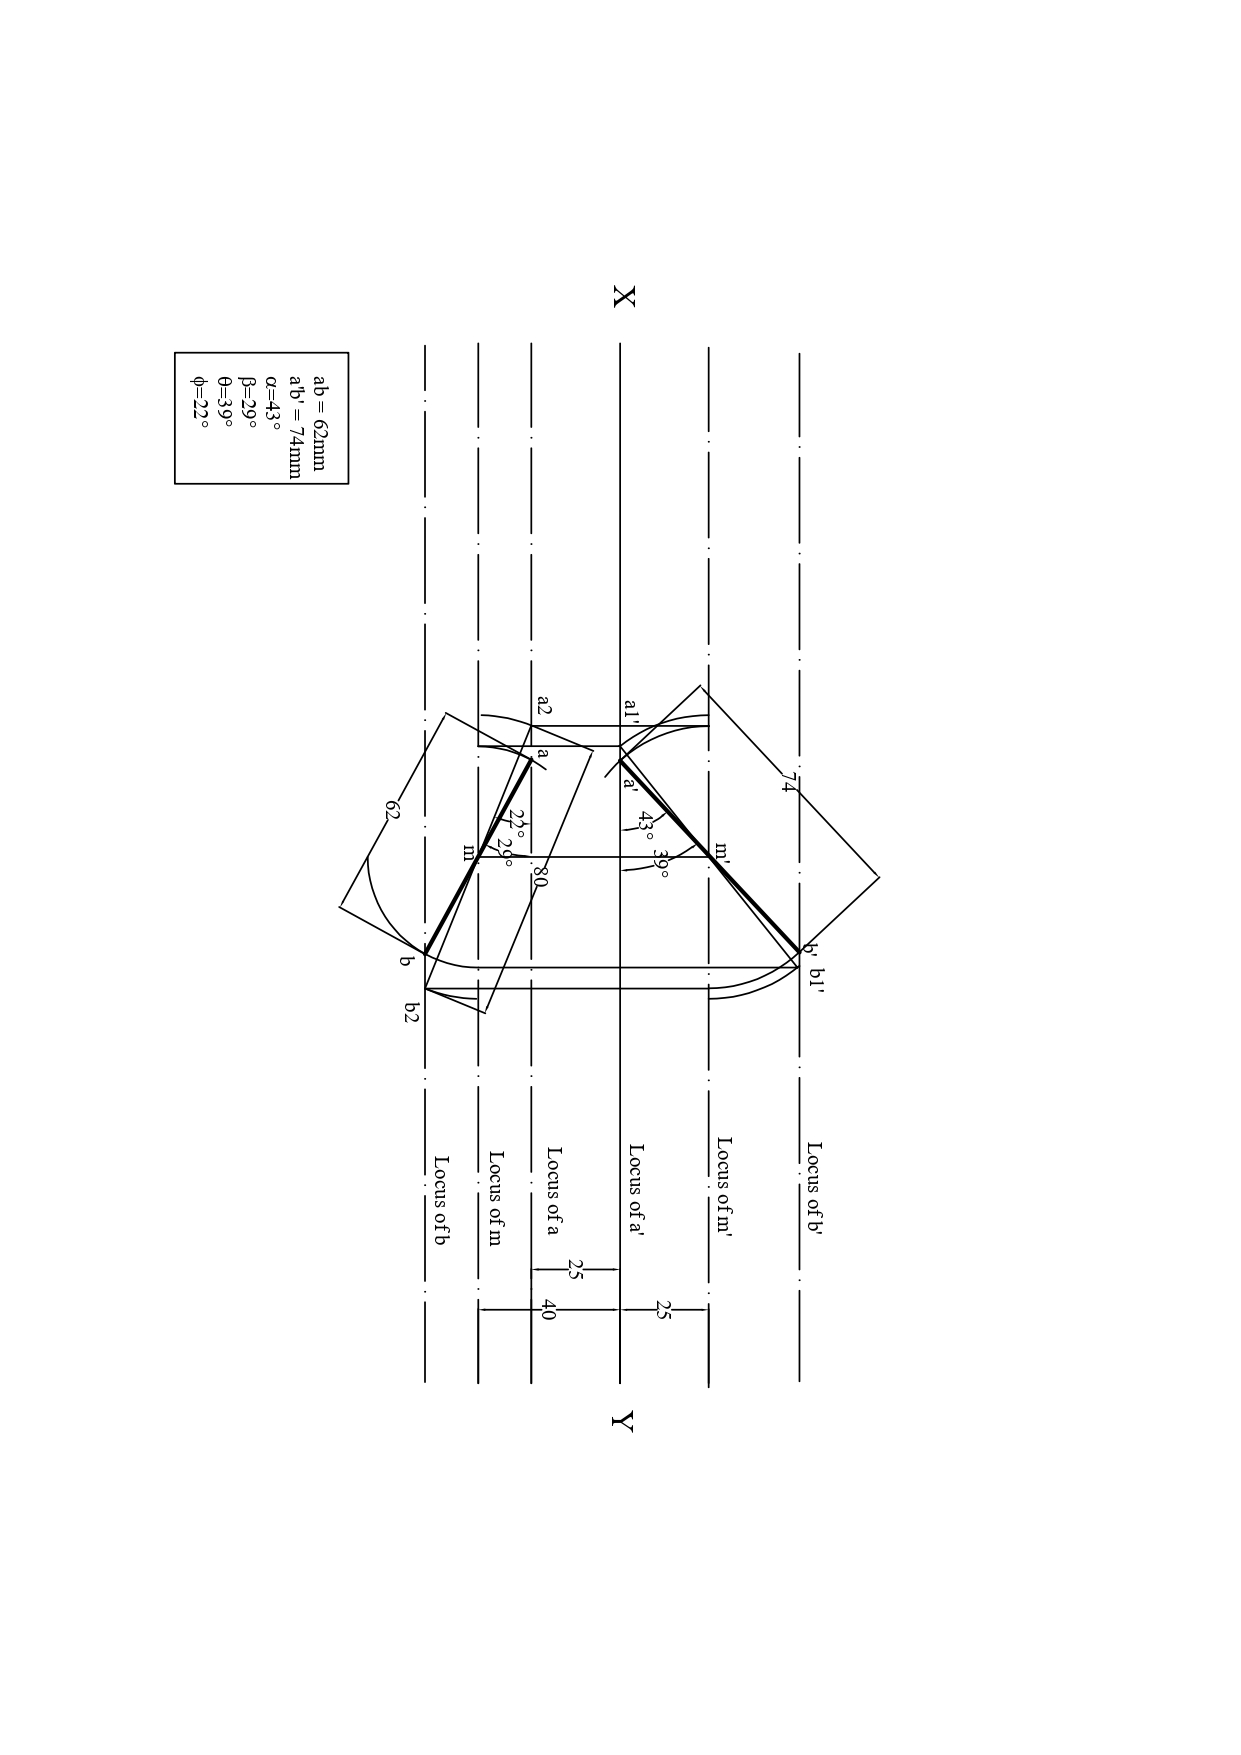 X
Y
ab = 62mm
a'b' = 74mm
α=43°
β=29°
θ=39°
ϕ=22°
Locus of b'
Locus of m'
Locus of a'
Locus of a
Locus of m
Locus of b
b'
b1'
74
m'
43°
39°
a1'
a'
a2
a
22°
29°
80
m
62
b
b2
25
25
40